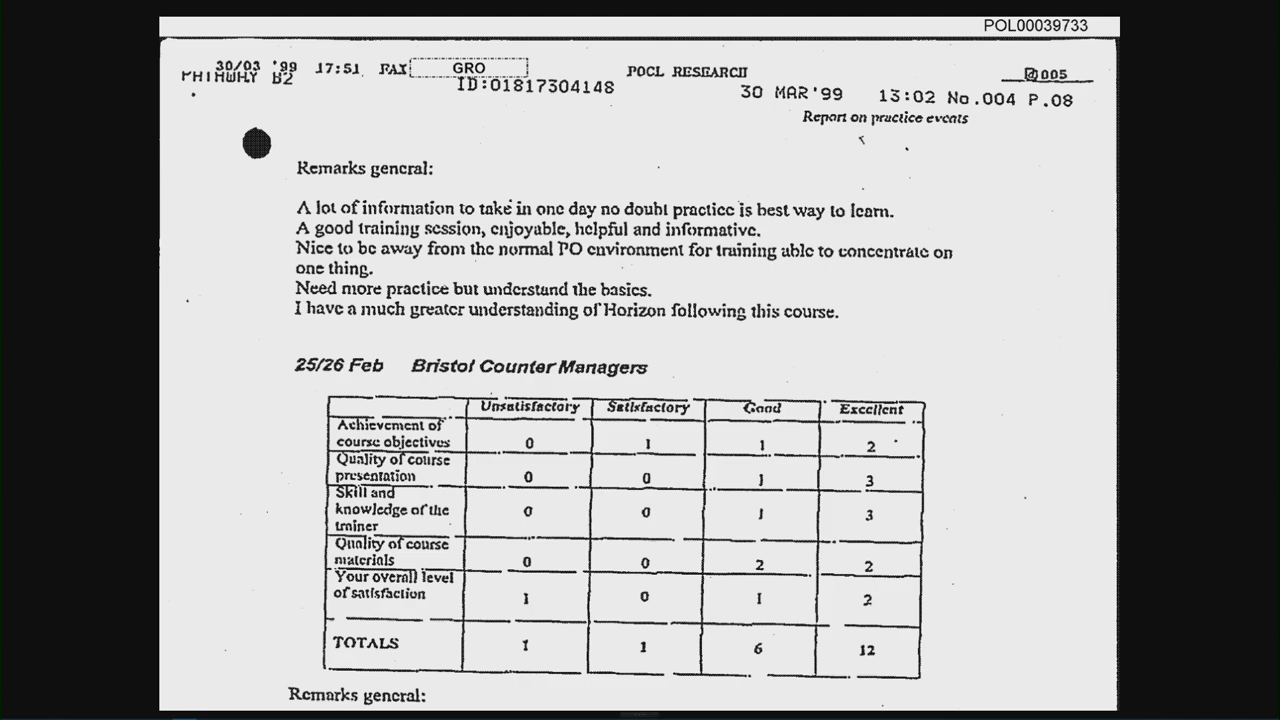 POL00039733
30/03 '99 17:51 FAX GRO POCL RESEARCH 005
B2 ID:01817304148 30 MAR'99 13:02 No.004 P.08
Report on practice events
Remarks general:
A lot of information to take in one day no doubt practice is best way to learn.
A good training session, enjoyable, helpful and informative.
Nice to be away from the normal PO environment for training able to concentrate on
one thing.
Need more practice but understand the basics.
I have a much greater understanding of Horizon following this course.
25/26 Feb Bristol Counter Managers
Unsatisfactory Satisfactory Good Excellent
Achievement of
course objectives 0 1 1 2
Quality of course
presentation 0 0 1 3
Skill and
knowledge of the 0 0 1 3
trainer
Quality of course
materials 0 0 2 2
Your overall level
of satisfaction 1 0 1 2
TOTALS 1 1 6 12
Remarks general: